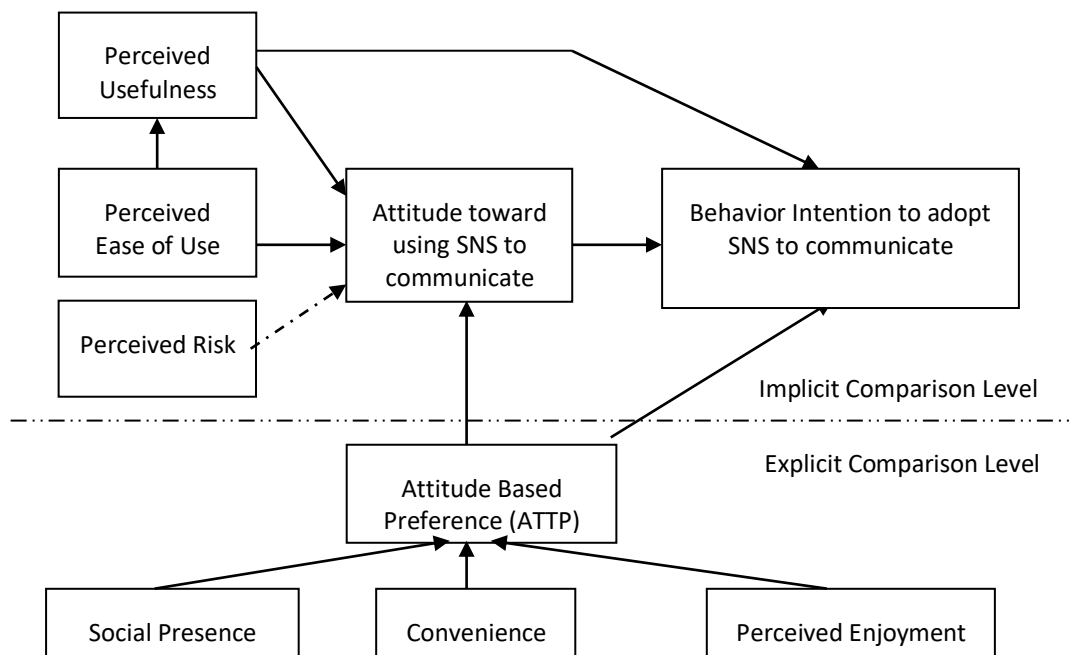 Perceived
Usefulness
Perceived
Ease of Use
Attitude toward
using SNS to
communicate
Behavior Intention to adopt
SNS to communicate
Perceived Risk
Implicit Comparison Level
Explicit Comparison Level
Attitude Based
Preference (ATTP)
Social Presence
Convenience
Perceived Enjoyment